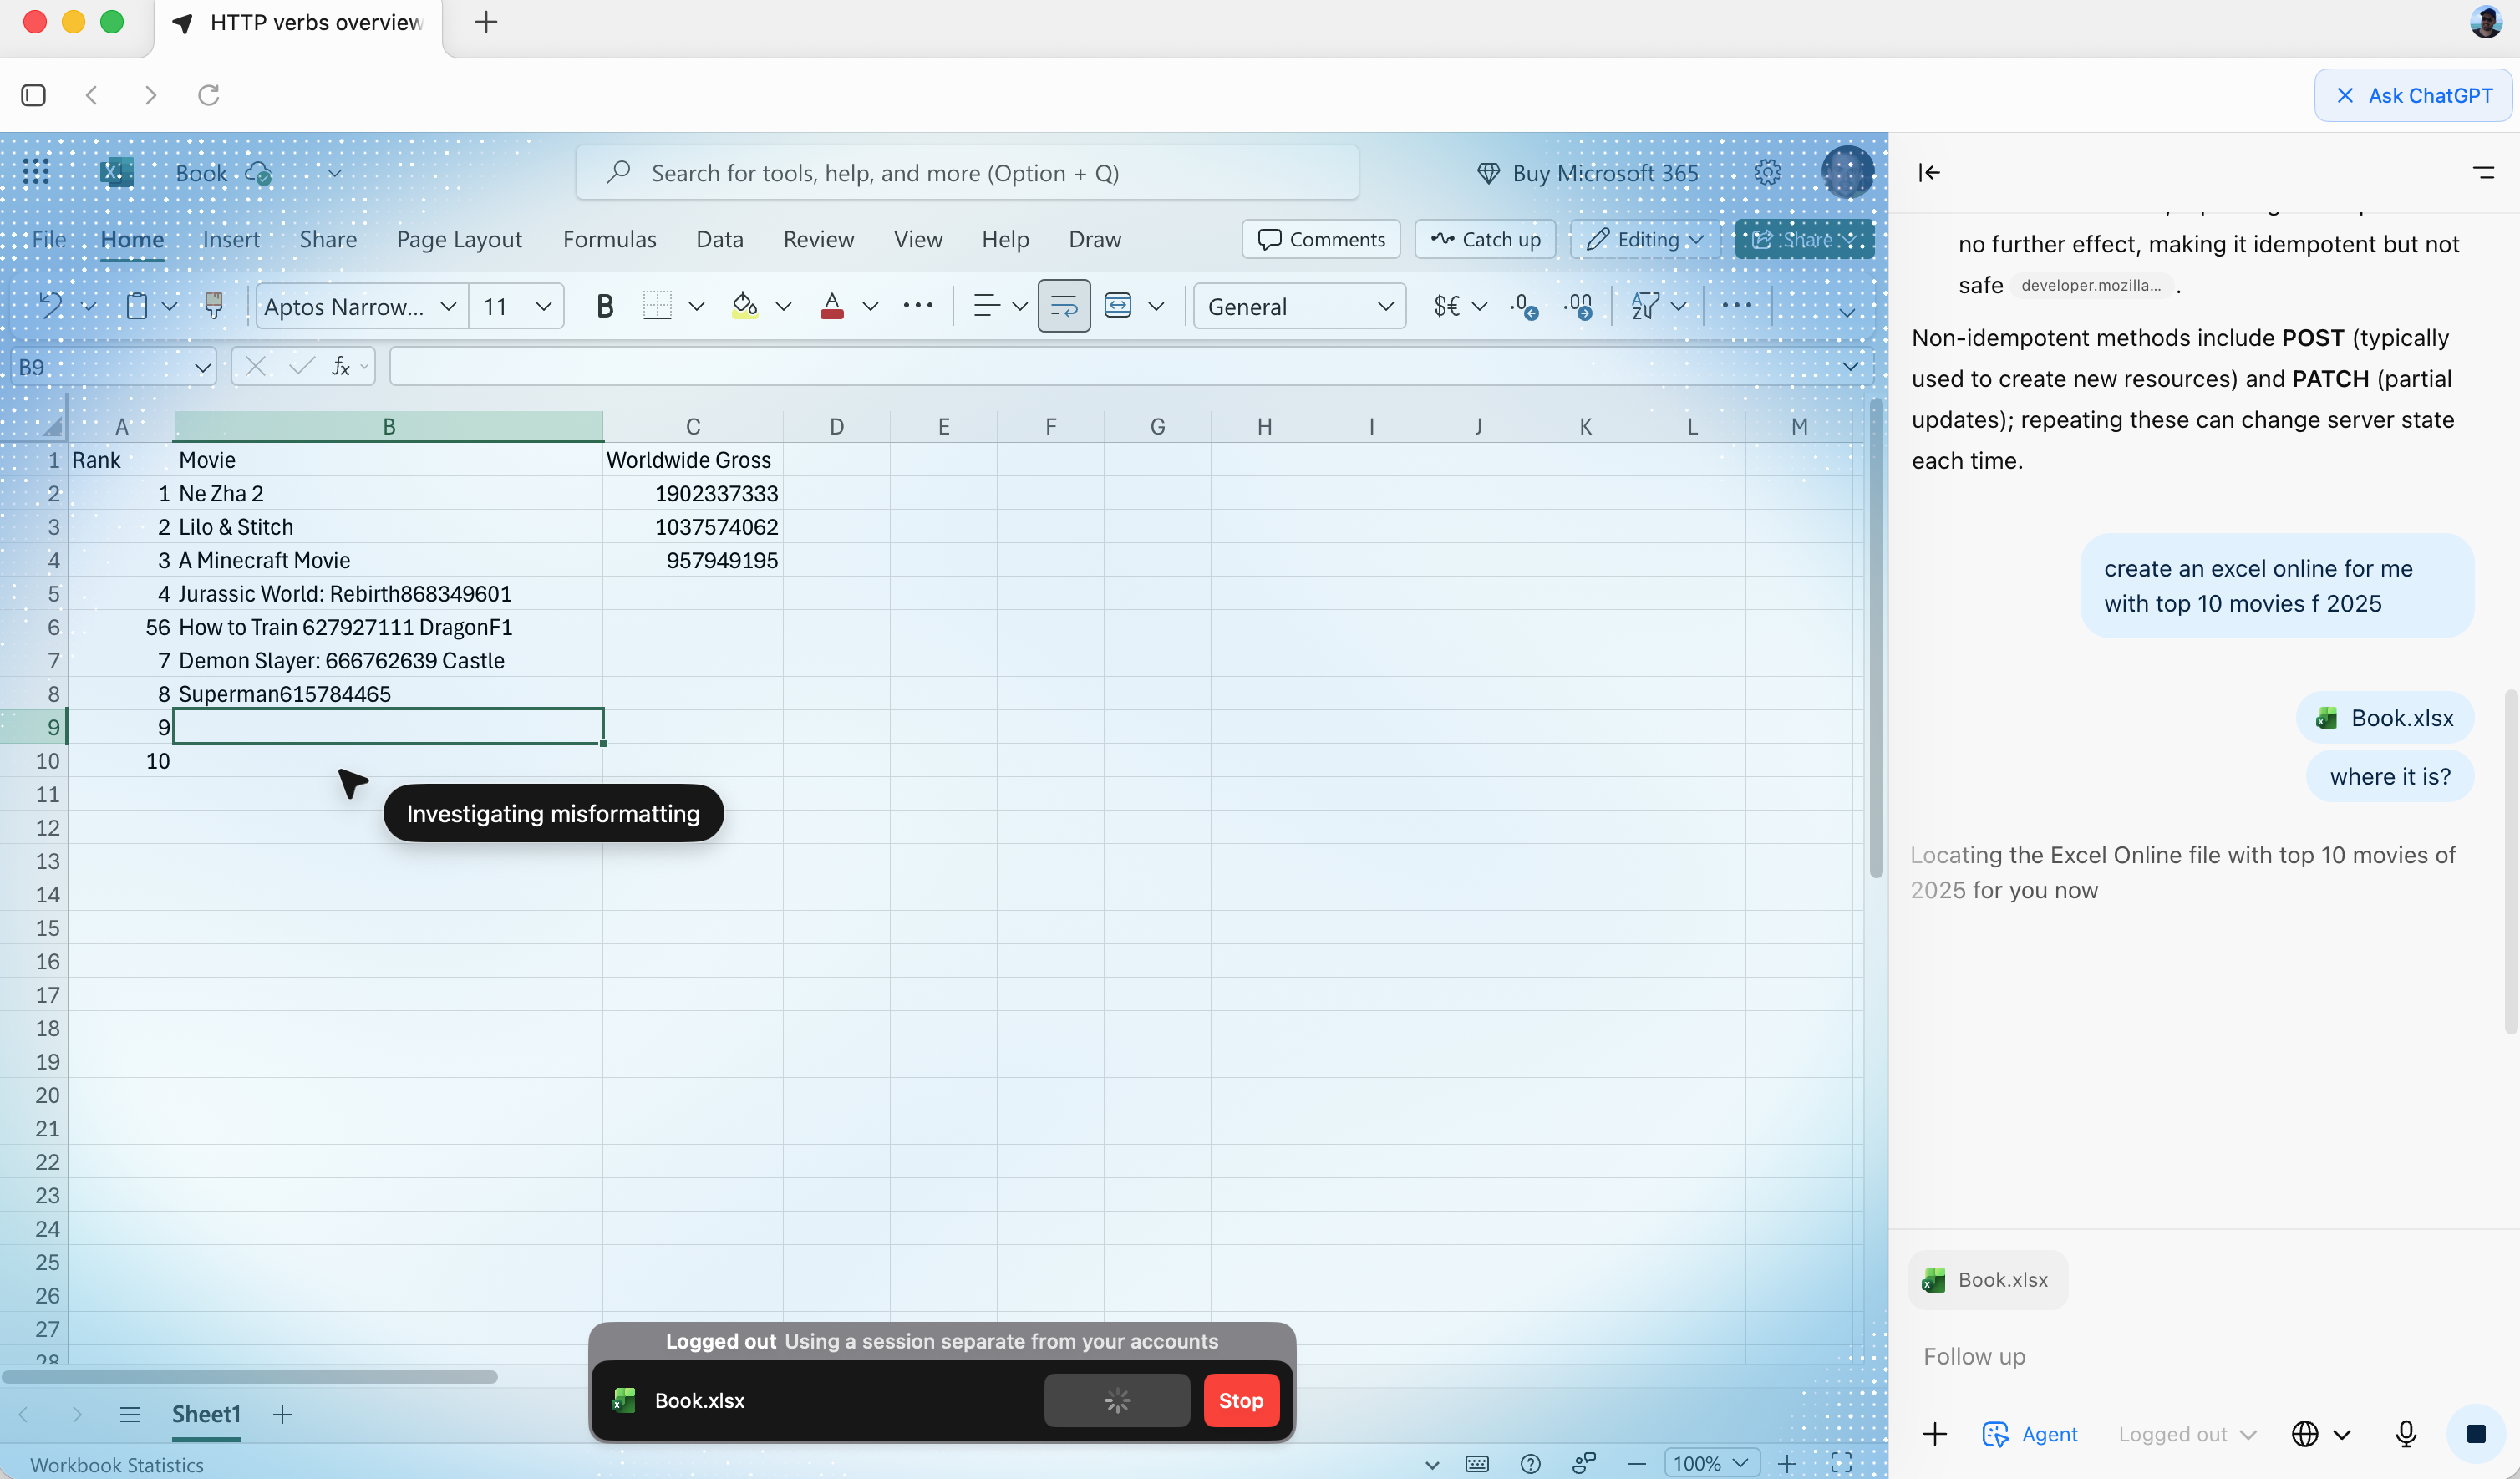 HTTP verbs overview
Ask ChatGPT
Book
Search for tools, help, and more (Option + Q)
Buy Microsoft 365
File Home Insert Share Page Layout Formulas Data Review View Help Draw
Comments Catch up Editing Share
Aptos Narrow... 11 B General
B9
A B C D E F G H I J K L M
1 Rank Movie Worldwide Gross
2 1 Ne Zha 2 1902337333
3 2 Lilo & Stitch 1037574062
4 3 A Minecraft Movie 957949195
5 4 Jurassic World: Rebirth868349601
6 56 How to Train 627927111 DragonF1
7 7 Demon Slayer: 666762639 Castle
8 8 Superman615784465
9 9
10 10
Investigating misformatting
11
12
13
14
15
16
17
18
19
20
21
22
23
24
25
26
27
28
Logged out Using a session separate from your accounts
Book.xlsx Stop
Sheet1
Workbook Statistics
100%
no further effect, making it idempotent but not
safe developer.mozilla... .
Non-idempotent methods include POST (typically
used to create new resources) and PATCH (partial
updates); repeating these can change server state
each time.
create an excel online for me
with top 10 movies f 2025
Book.xlsx
where it is?
Locating the Excel Online file with top 10 movies of
2025 for you now
Book.xlsx
Follow up
Agent Logged out